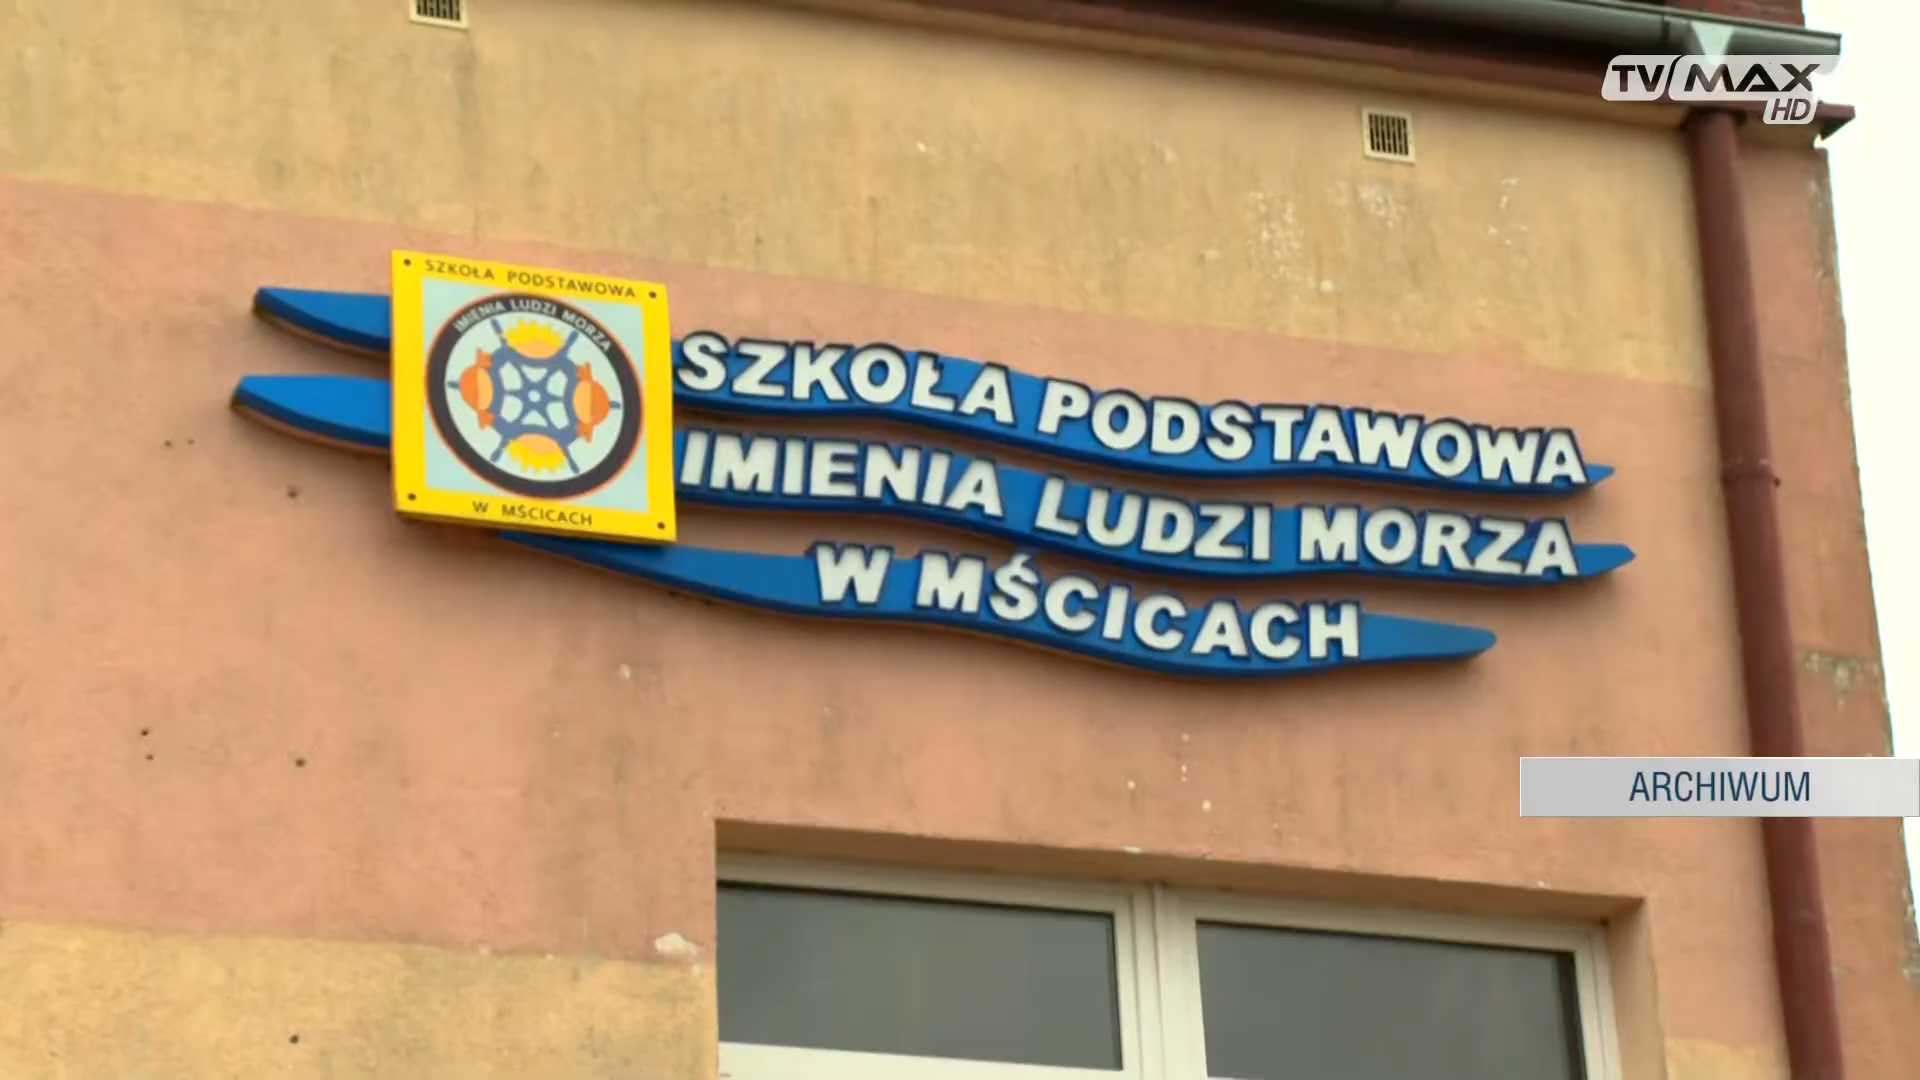 TV MAX
HD
SZKOŁA PODSTAWOWA
IMIENIA LUDZI MORZA
W MŚCICACH
SZKOŁA PODSTAWOWA
IMIENIA LUDZI MORZA
W MŚCICACH
ARCHIWUM